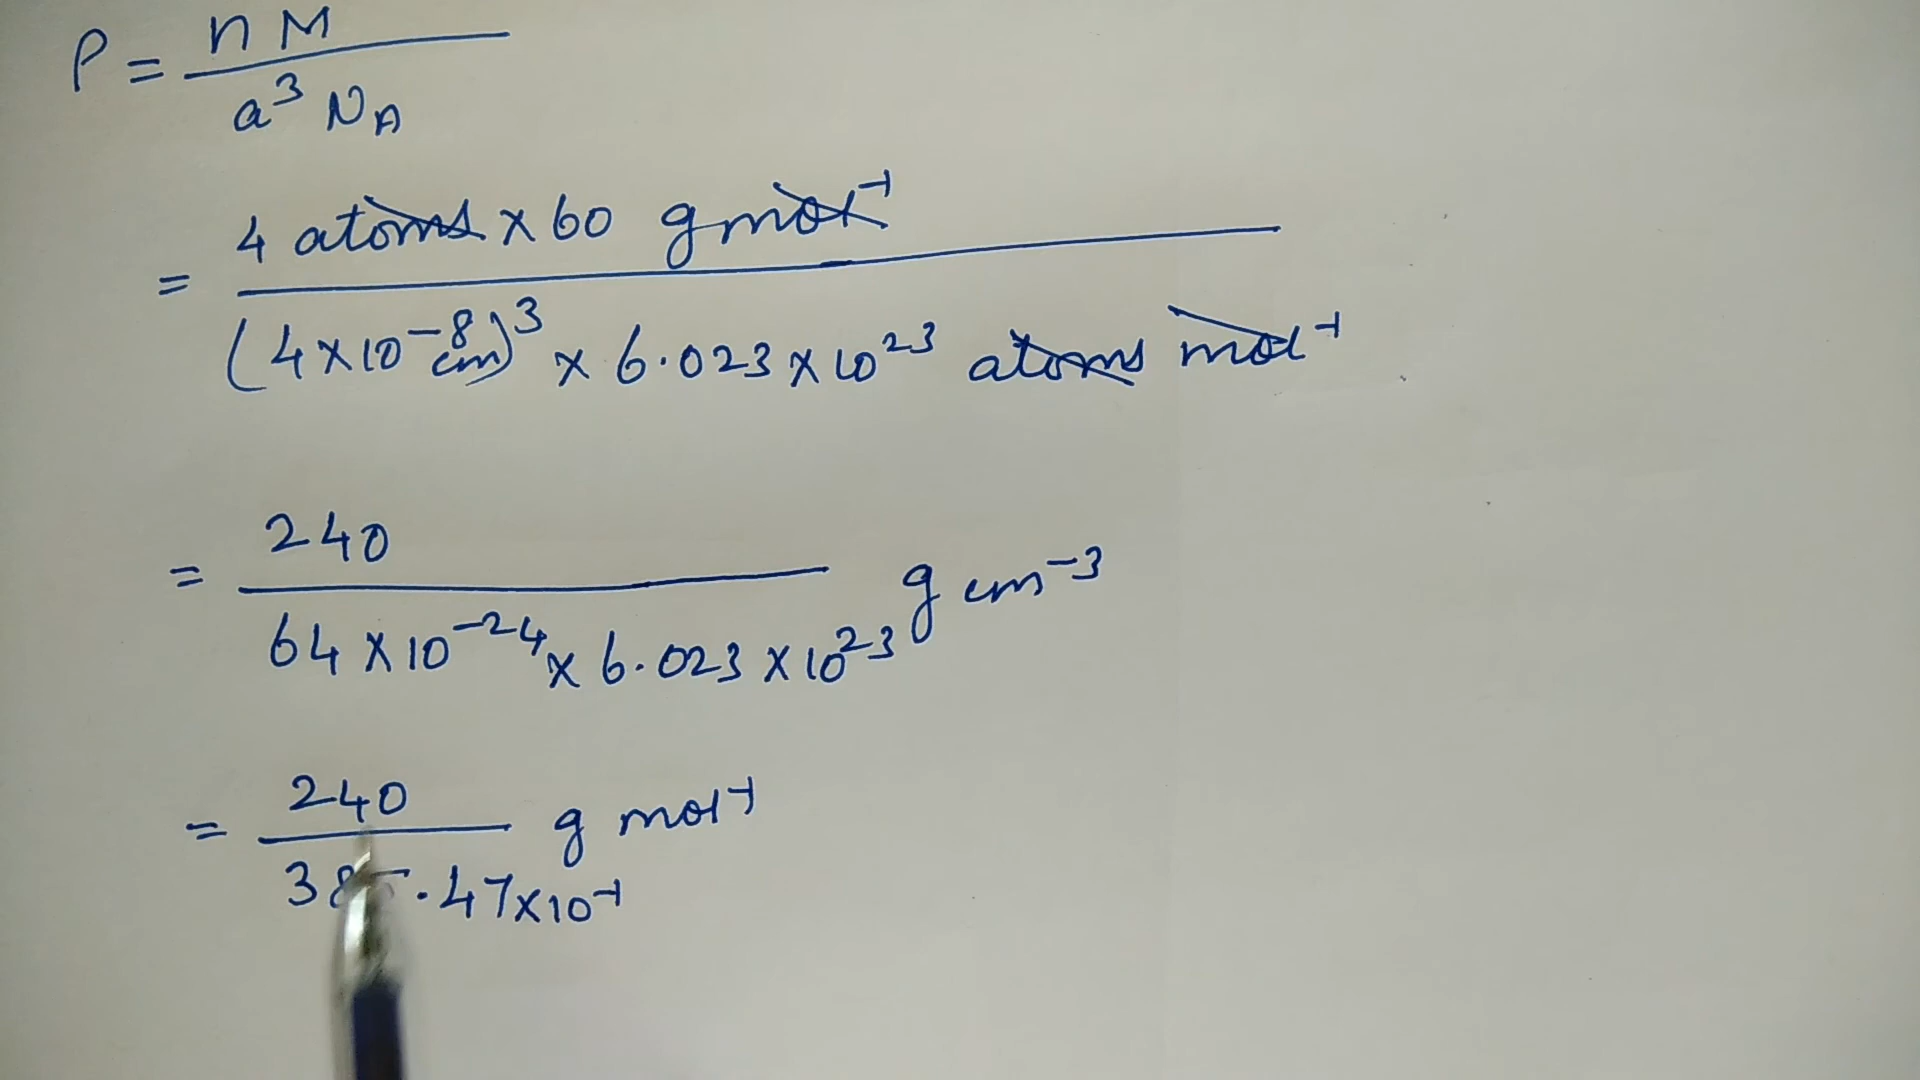 ρ = n M / a³ N_A
= 4 atoms × 60 g mol⁻¹ / (4 × 10⁻⁸ cm)³ × 6.023 × 10²³ atoms mol⁻¹
= 240 / 64 × 10⁻²⁴ × 6.023 × 10²³ g cm⁻³
= 240 / 385.47 × 10⁻¹ g mol⁻¹